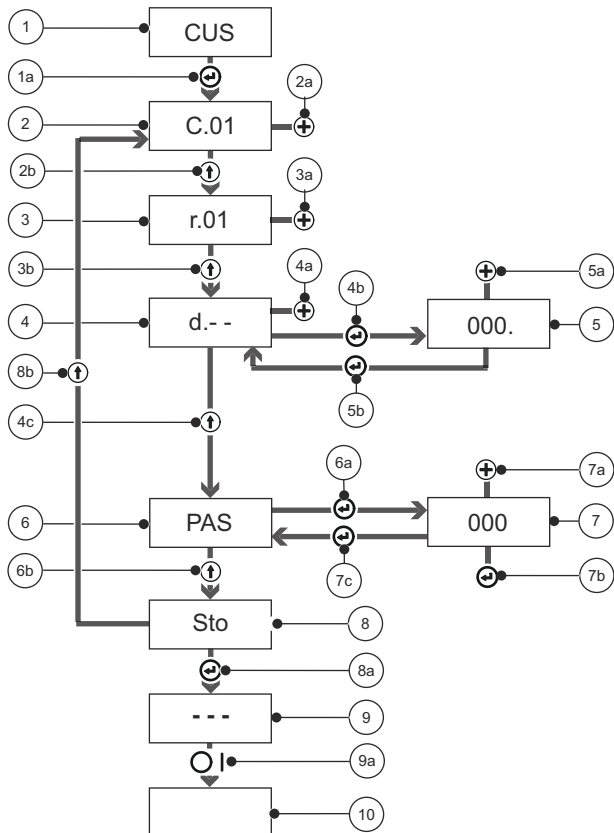 1
CUS
1a
2a
2
C.01
2b
3a
3
r.01
3b
4a
4b
5a
4
d.- -
000.
5
8b
5b
4c
6a
7a
6
PAS
000
7
6b
7c
7b
Sto
8
8a
- - -
9
9a
10